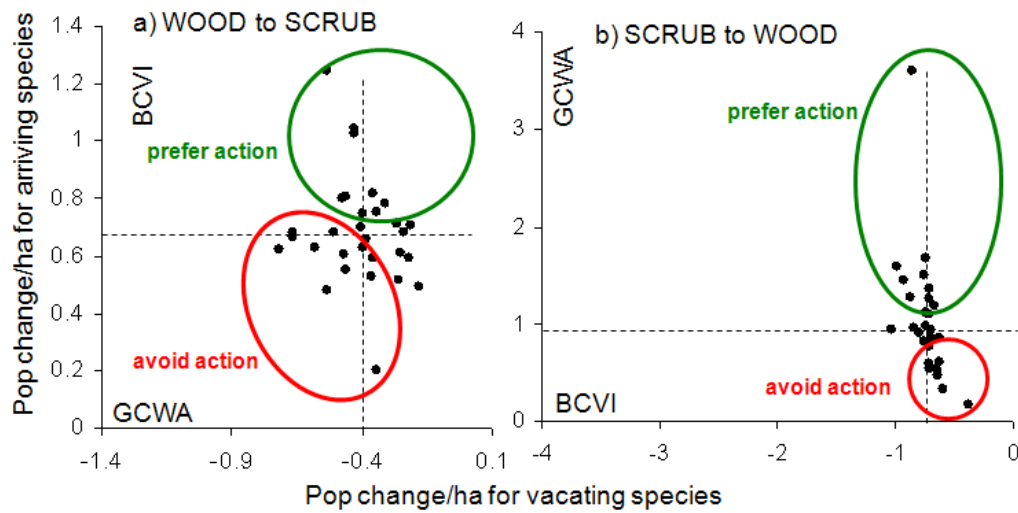 a) WOOD to SCRUB
BCVI
prefer action
avoid action
GCWA
1.4
1.2
1
0.8
0.6
0.4
0.2
0
-1.4
-0.9
-0.4
0.1
Pop change/ha for arriving species
b) SCRUB to WOOD
GCWA
prefer action
avoid action
BCVI
4
3
2
1
0
-4
-3
-2
-1
0
Pop change/ha for vacating species